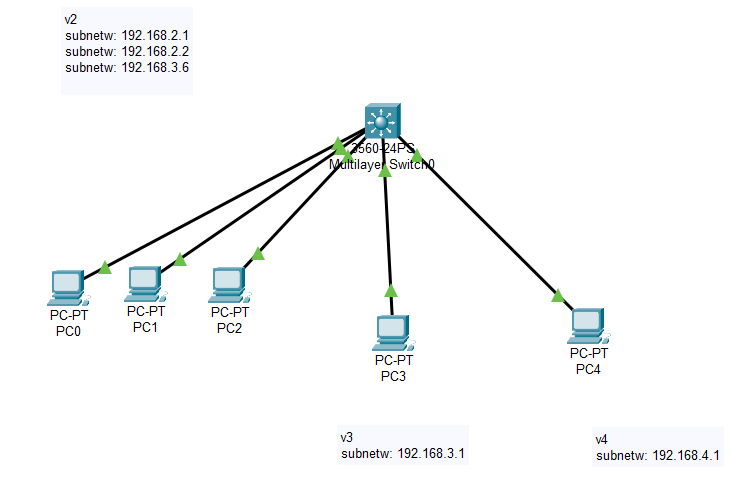 v2
subnetw: 192.168.2.1
subnetw: 192.168.2.2
subnetw: 192.168.3.6
3560-24PS
Multilayer Switch0
PC-PT
PC0
PC-PT
PC1
PC-PT
PC2
PC-PT
PC3
PC-PT
PC4
v3
subnetw: 192.168.3.1
v4
subnetw: 192.168.4.1